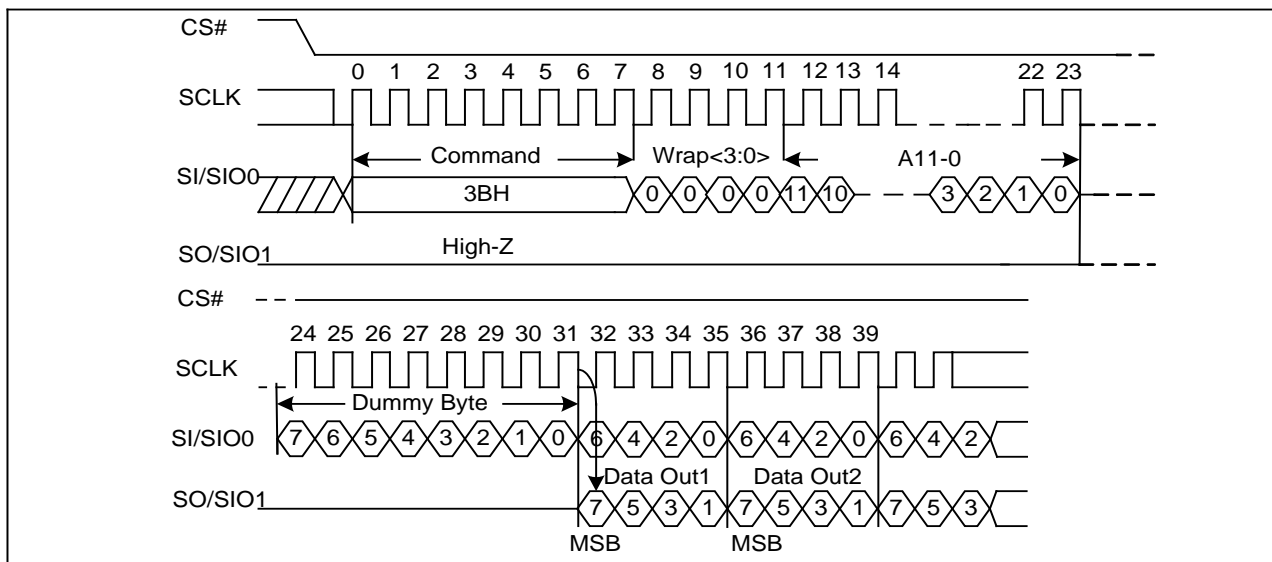 CS#
0 1 2 3 4 5 6 7 8 9 10 11 12 13 14 22 23
SCLK
Command Wrap<3:0> A11-0
SI/SIO0 3BH 0 0 0 0 11 10 3 2 1 0
High-Z
SO/SIO1
CS#
24 25 26 27 28 29 30 31 32 33 34 35 36 37 38 39
SCLK
Dummy Byte
SI/SIO0 7 6 5 4 3 2 1 0 6 4 2 0 6 4 2 0 6 4 2
Data Out1 Data Out2
SO/SIO1 7 5 3 1 7 5 3 1 7 5 3
MSB MSB